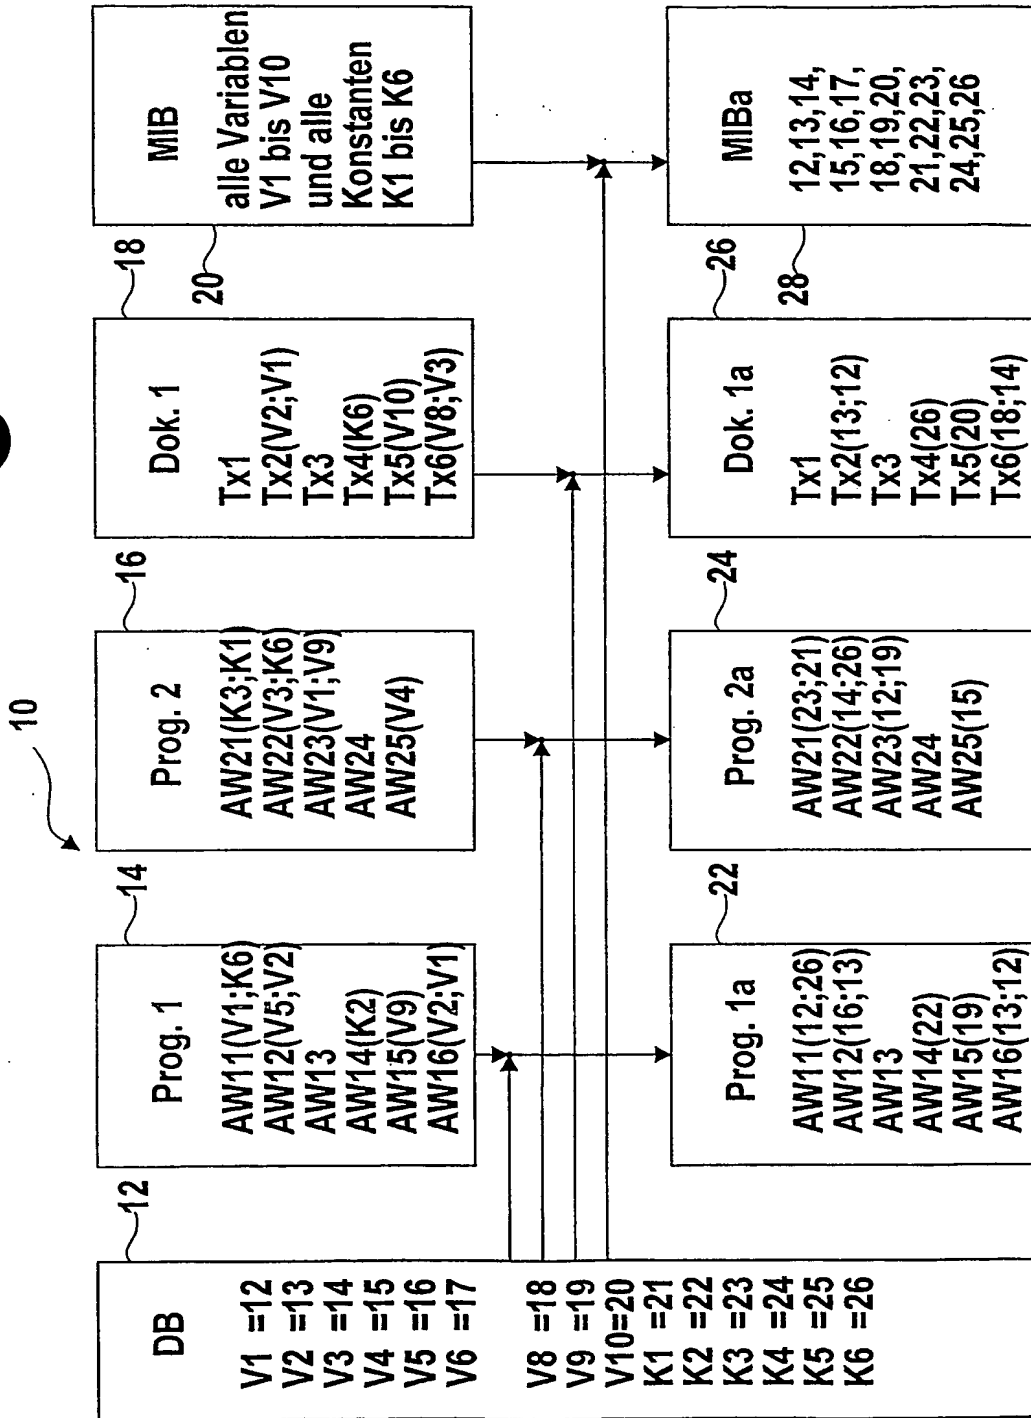 10
12
DB
V1 =12
V2 =13
V3 =14
V4 =15
V5 =16
V6 =17
V8 =18
V9 =19
V10=20
K1 =21
K2 =22
K3 =23
K4 =24
K5 =25
K6 =26
14
Prog. 1
AW11(V1;K6)
AW12(V5;V2)
AW13
AW14(K2)
AW15(V9)
AW16(V2;V1)
16
Prog. 2
AW21(K3;K1)
AW22(V3;K6)
AW23(V1;V9)
AW24
AW25(V4)
18
Dok. 1
Tx1
Tx2(V2;V1)
Tx3
Tx4(K6)
Tx5(V10)
Tx6(V8;V3)
20
MIB
alle Variablen
V1 bis V10
und alle
Konstanten
K1 bis K6
22
Prog. 1a
AW11(12;26)
AW12(16;13)
AW13
AW14(22)
AW15(19)
AW16(13;12)
24
Prog. 2a
AW21(23;21)
AW22(14;26)
AW23(12;19)
AW24
AW25(15)
26
Dok. 1a
Tx1
Tx2(13;12)
Tx3
Tx4(26)
Tx5(20)
Tx6(18;14)
28
MIBa
12,13,14,
15,16,17,
18,19,20,
21,22,23,
24,25,26